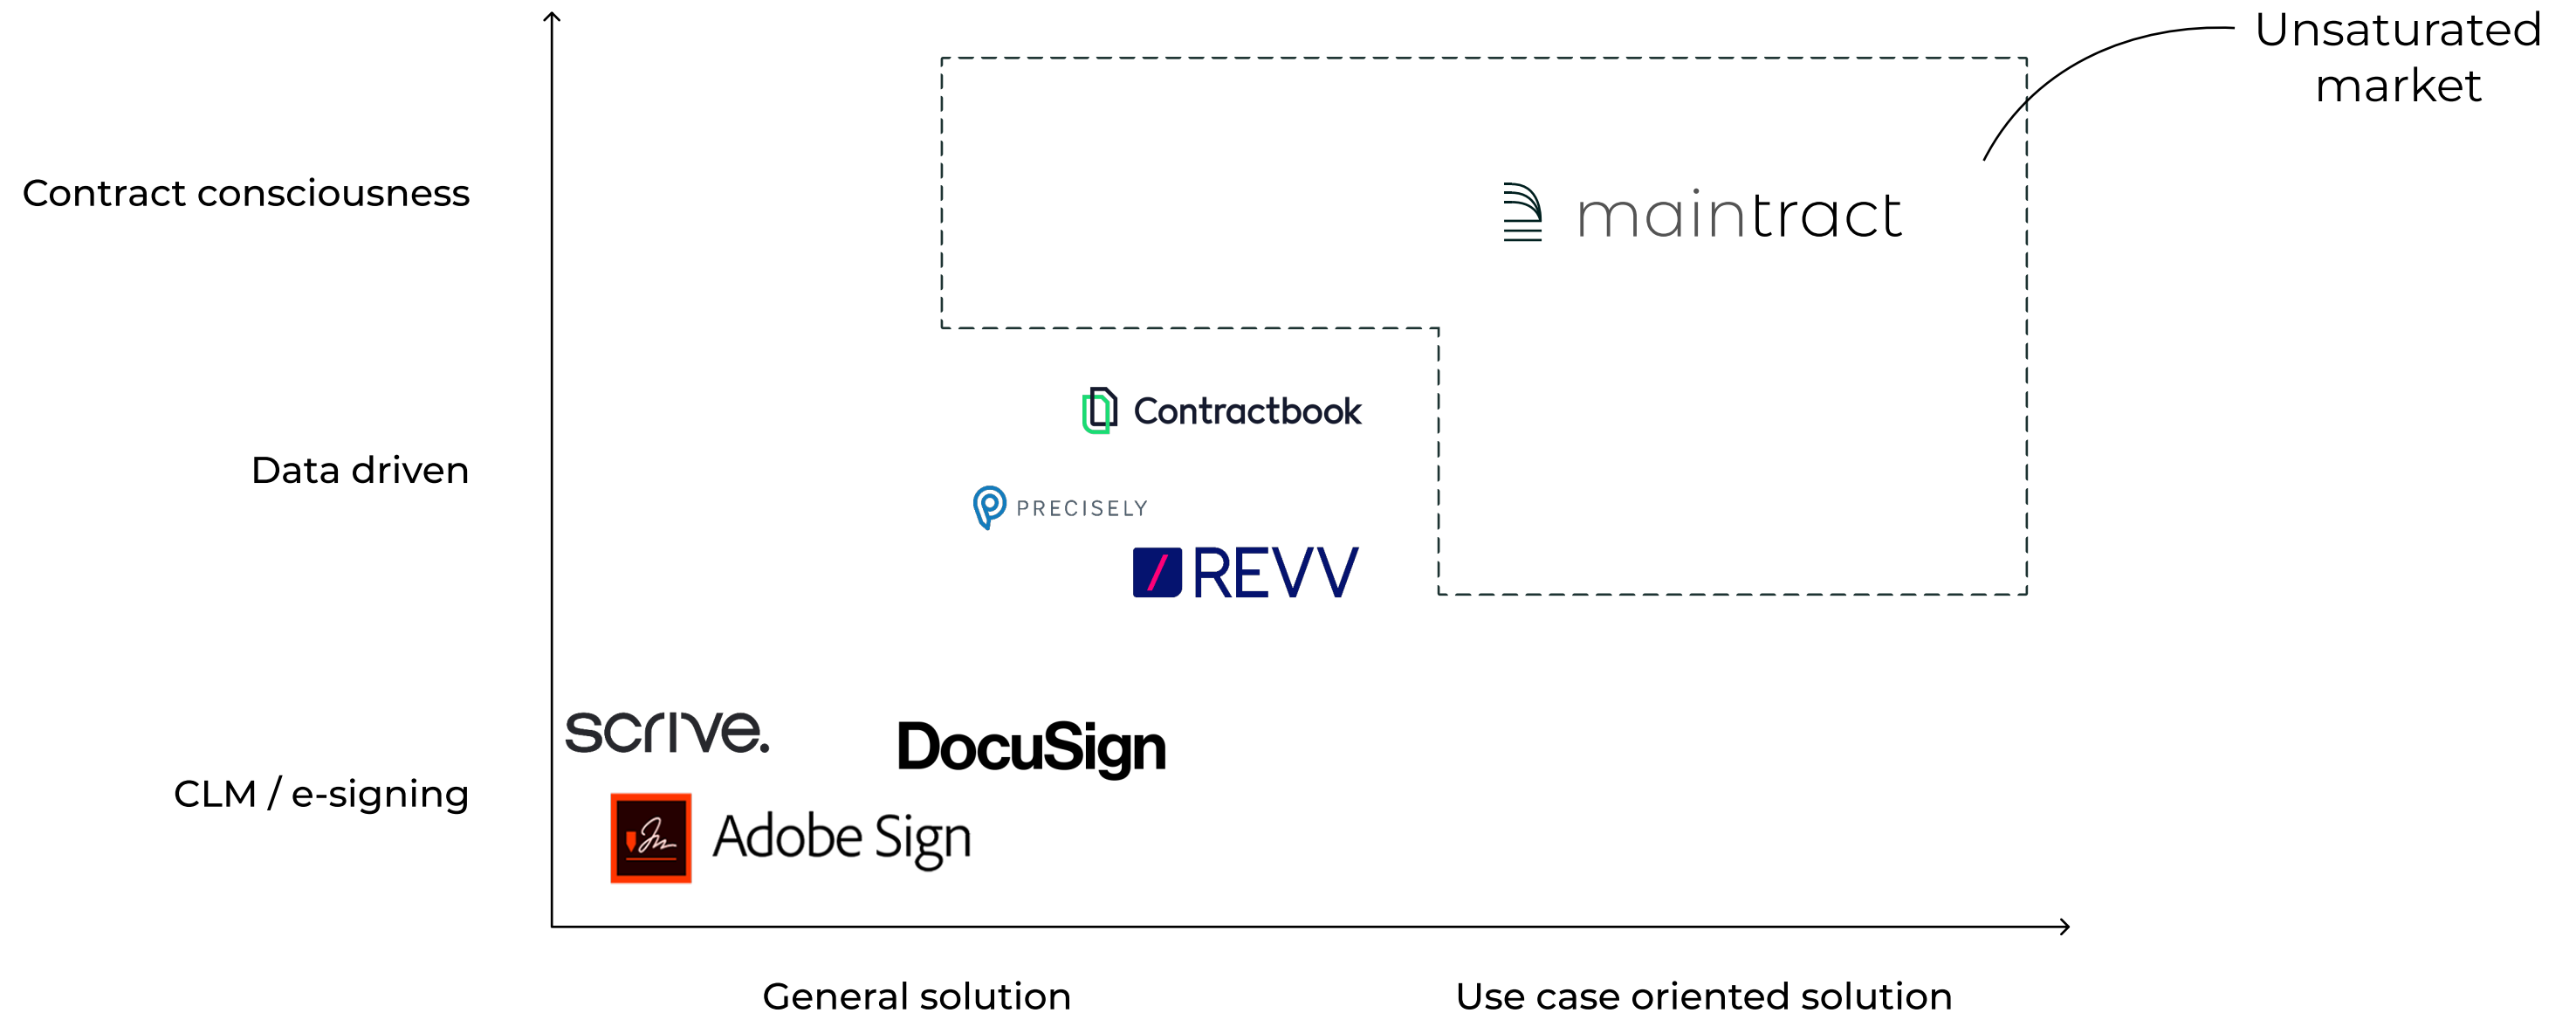 Unsaturated
market
Contract consciousness
maintract
Contractbook
Data driven
PRECISELY
REVV
scrive.
DocuSign
CLM / e-signing
Adobe Sign
General solution
Use case oriented solution